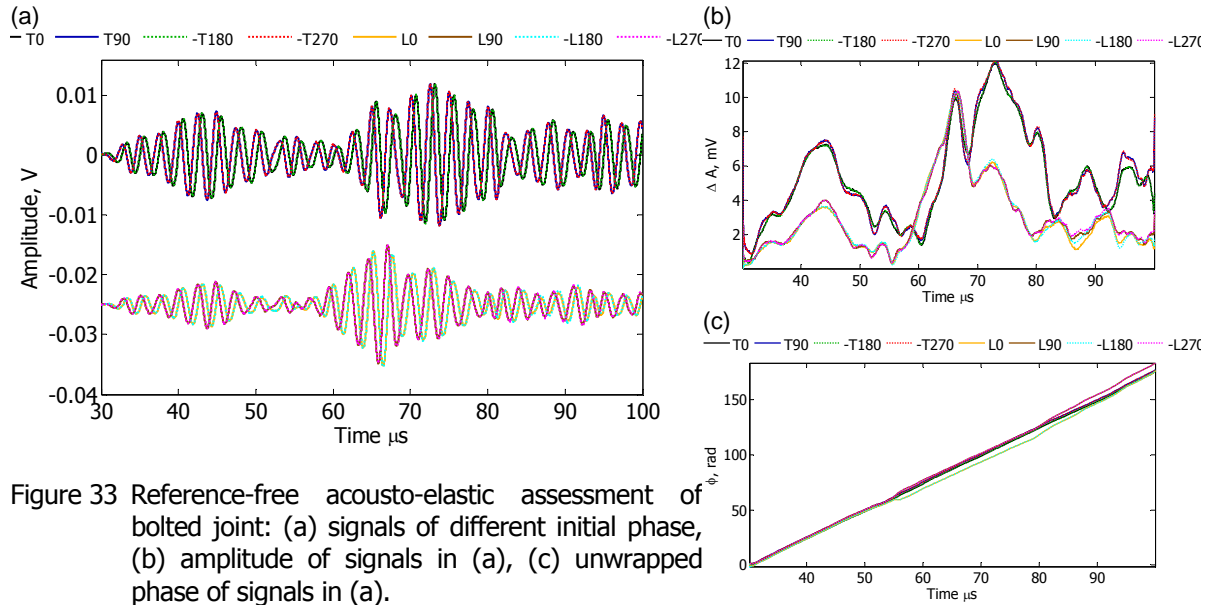 (a)
T0 T90 -T180 -T270 L0 L90 -L180 -L270
0.01
0
-0.01
-0.02
-0.03
-0.04
Amplitude, V
30 40 50 60 70 80 90 100
Time μs
Figure 33 Reference-free acousto-elastic assessment of
bolted joint: (a) signals of different initial phase,
(b) amplitude of signals in (a), (c) unwrapped
phase of signals in (a).
(b)
T0 T90 -T180 -T270 L0 L90 -L180 -L270
12
10
8
6
4
2
Δ A, mV
40 50 60 70 80 90
Time μs
(c)
T0 T90 -T180 -T270 L0 L90 -L180 -L270
150
100
50
0
ϕ, rad
40 50 60 70 80 90
Time μs